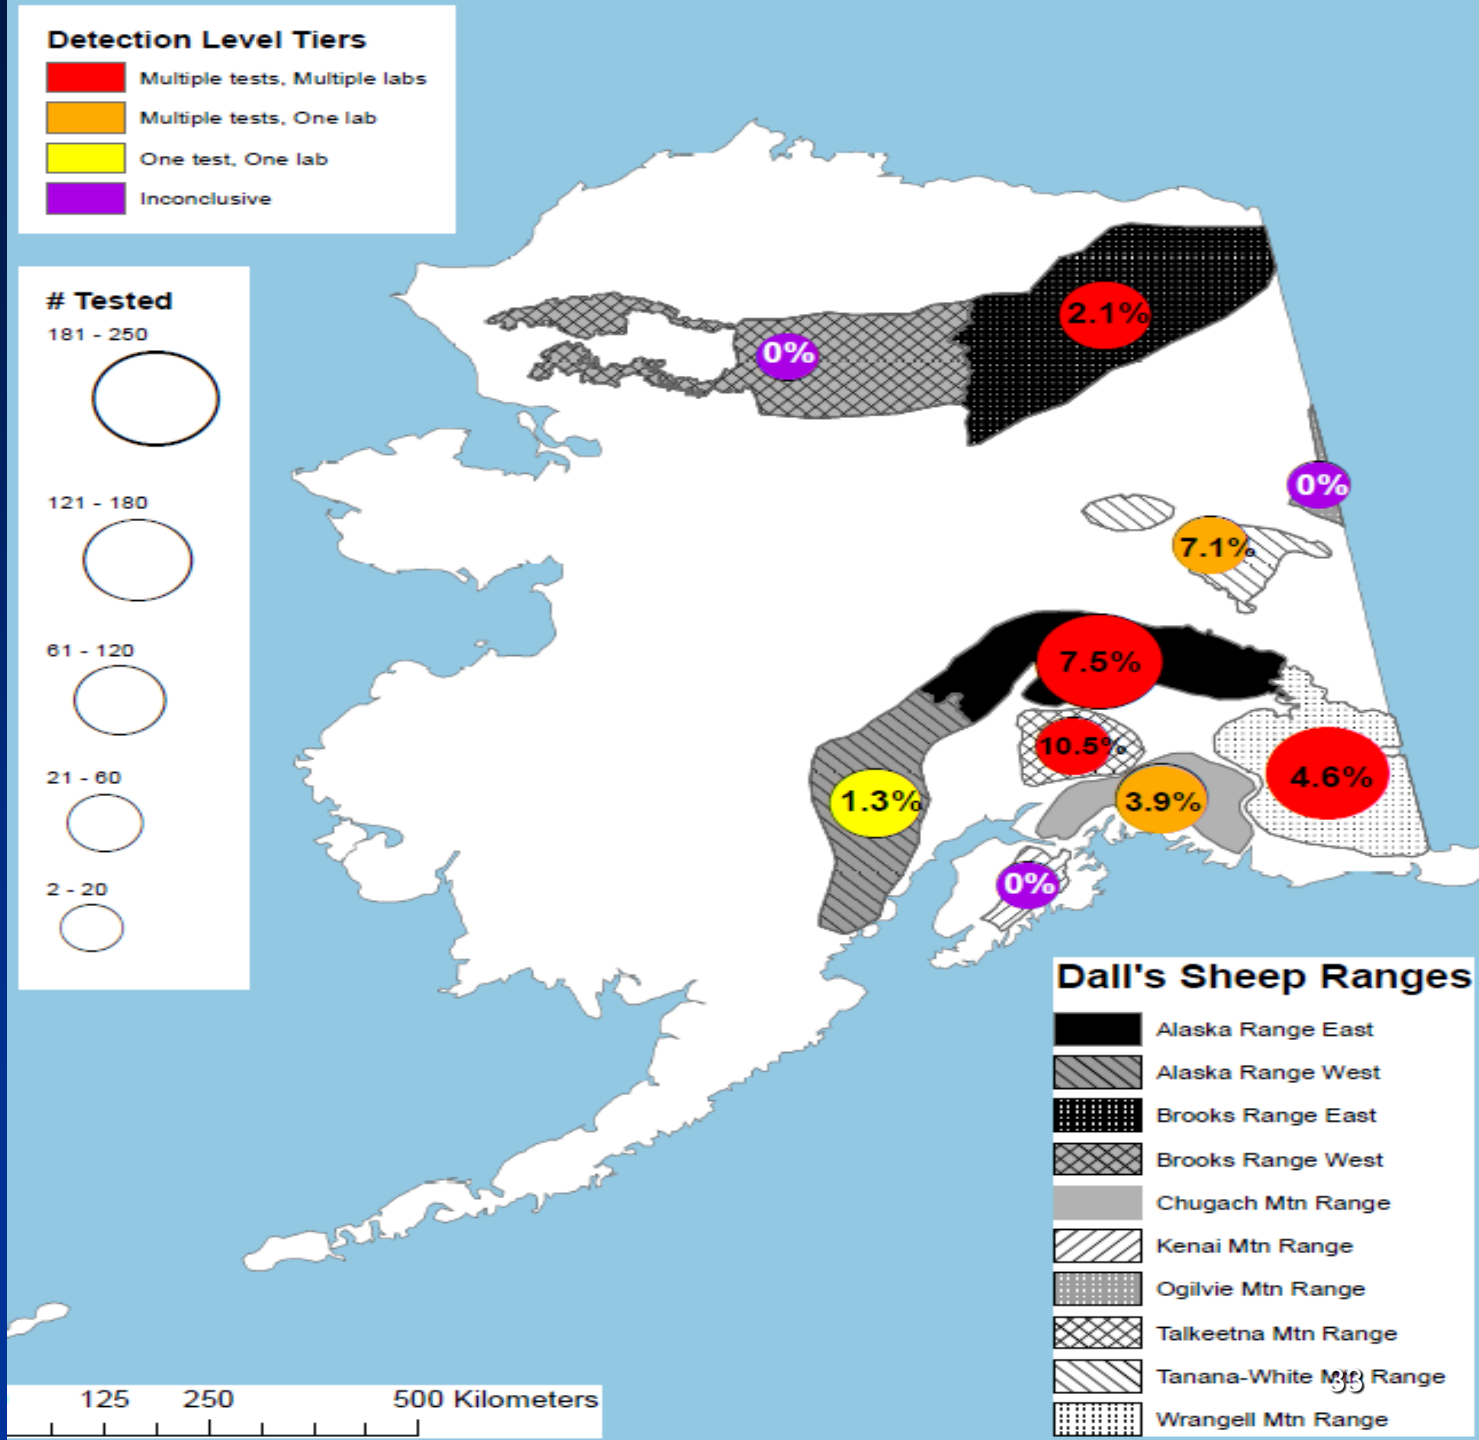 Detection Level Tiers
Multiple tests, Multiple labs
Multiple tests, One lab
One test, One lab
Inconclusive
# Tested
181 - 250
121 - 180
61 - 120
21 - 60
2 - 20
2.1%
0%
0%
7.1%
7.5%
10.5%
4.6%
1.3%
3.9%
0%
Dall's Sheep Ranges
Alaska Range East
Alaska Range West
Brooks Range East
Brooks Range West
Chugach Mtn Range
Kenai Mtn Range
Ogilvie Mtn Range
Talkeetna Mtn Range
Tanana-White Mtn Range
33
Wrangell Mtn Range
125 250 500 Kilometers